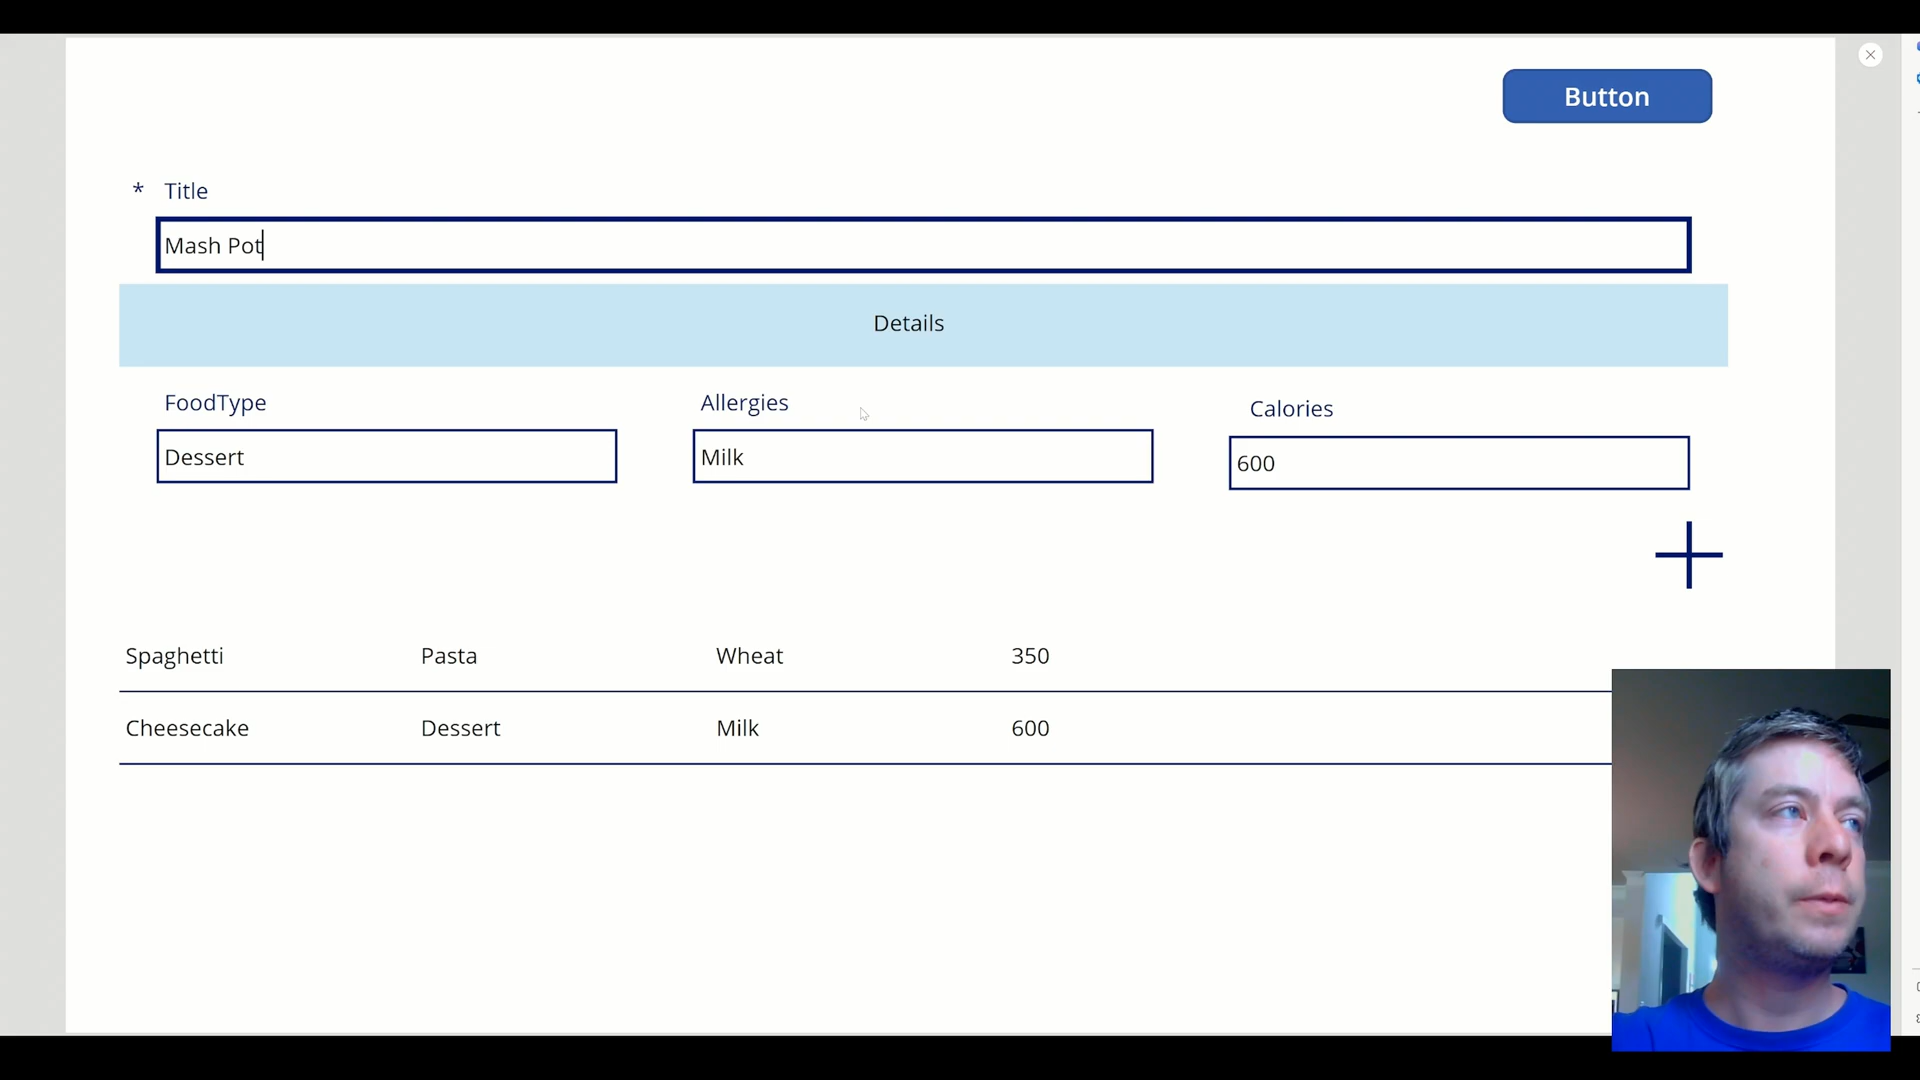 Button
* Title
Mash Pot
Details
FoodType Allergies Calories
Dessert Milk 600
Spaghetti Pasta Wheat 350
Cheesecake Dessert Milk 600